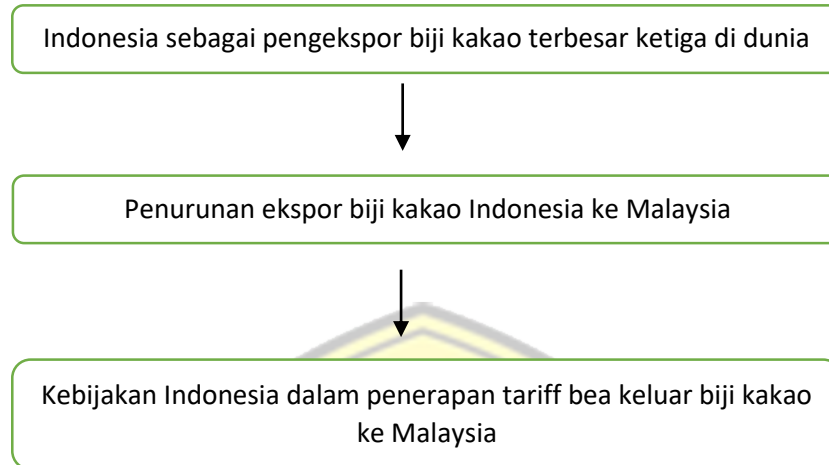 Indonesia sebagai pengekspor biji kakao terbesar ketiga di dunia
Penurunan ekspor biji kakao Indonesia ke Malaysia
Kebijakan Indonesia dalam penerapan tariff bea keluar biji kakao
ke Malaysia